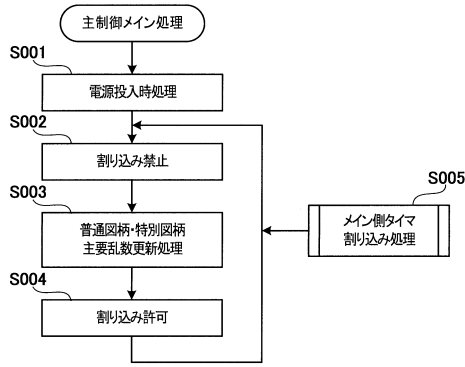 主制御メイン処理
S001
電源投入時処理
S002
割り込み禁止
S003
普通図柄・特別図柄
主要乱数更新処理
S004
割り込み許可
S005
メイン側タイマ
割り込み処理